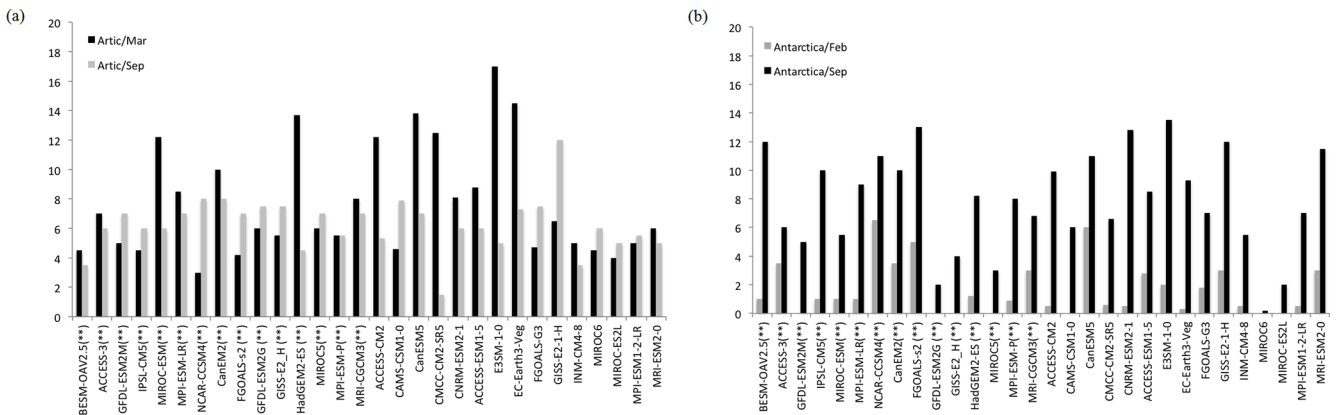 (a)
20
18
16
14
12
10
8
6
4
2
0
Artic/Mar
Artic/Sep
BESM-OAV2.5(**)
ACCESS-3(**)
GFDL-ESM2M(**)
IPSL-CM5(**)
MIROC-ESM(**)
MPI-ESM-LR(**)
NCAR-CCSM4(**)
CanEM2(**)
FGOALS-s2 (**)
GFDL-ESM2G (**)
GISS-E2_H (**)
HadGEM2-ES (**)
MIROC5(**)
MPI-ESM-P(**)
MRI-CGCM3(**)
ACCESS-CM2
CAMS-CSM1-0
CanESM5
CMCC-CM2-SR5
CNRM-ESM2-1
ACCESS-ESM1-5
E3SM-1-0
EC-Earth3-Veg
FGOALS-G3
GISS-E2-1-H
INM-CM4-8
MIROC6
MIROC-ES2L
MPI-ESM1-2-LR
MRI-ESM2-0
(b)
20
18
16
14
12
10
8
6
4
2
0
Antarctica/Feb
Antarctica/Sep
BESM-OAV2.5(**)
ACCESS-3(**)
GFDL-ESM2M(**)
IPSL-CM5(**)
MIROC-ESM(**)
MPI-ESM-LR(**)
NCAR-CCSM4(**)
CanEM2(**)
FGOALS-s2 (**)
GFDL-ESM2G (**)
GISS-E2_H (**)
HadGEM2-ES (**)
MIROC5(**)
MPI-ESM-P(**)
MRI-CGCM3(**)
ACCESS-CM2
CAMS-CSM1-0
CanESM5
CMCC-CM2-SR5
CNRM-ESM2-1
ACCESS-ESM1-5
E3SM-1-0
EC-Earth3-Veg
FGOALS-G3
GISS-E2-1-H
INM-CM4-8
MIROC6
MIROC-ES2L
MPI-ESM1-2-LR
MRI-ESM2-0